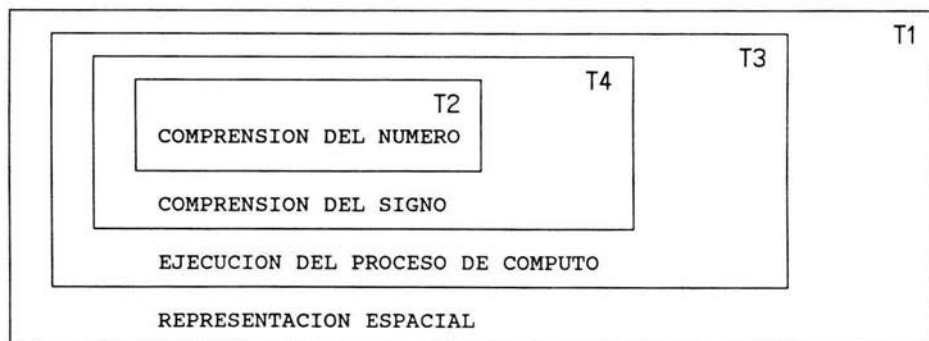 T1
T3
T4
T2
COMPRENSION DEL NUMERO
COMPRENSION DEL SIGNO
EJECUCION DEL PROCESO DE COMPUTO
REPRESENTACION ESPACIAL